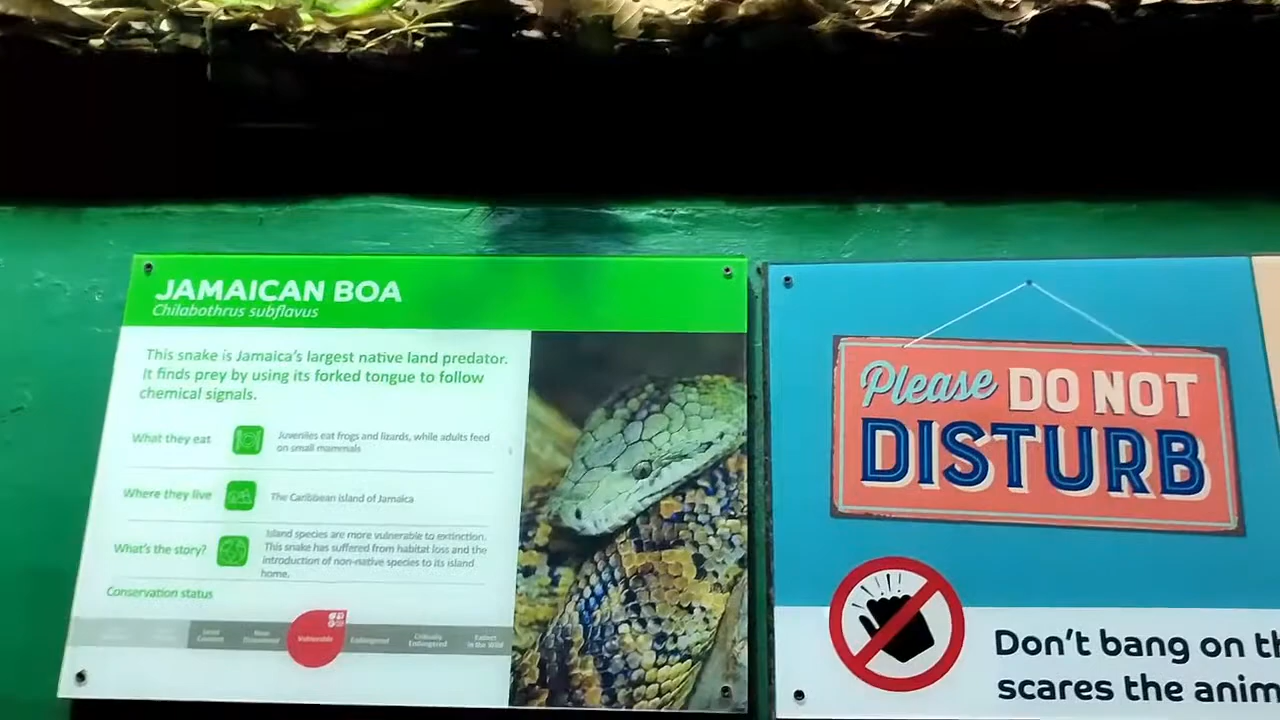 JAMAICAN BOA
Chilabothrus subflavus
This snake is Jamaica's largest native land predator.
It finds prey by using its forked tongue to follow
chemical signals.
What they eat
Juveniles eat frogs and lizards, while adults feed
on small mammals
Where they live
The Caribbean island of Jamaica
What's the story?
Island species are more vulnerable to extinction.
This snake has suffered from habitat loss and the
introduction of non-native species to its island
home.
Conservation status
Least
Concern
Near
Threatened
Vulnerable
Endangered
Critically
Endangered
Extinct
in the Wild
Please DO NOT
DISTURB
Don't bang on th
scares the anim